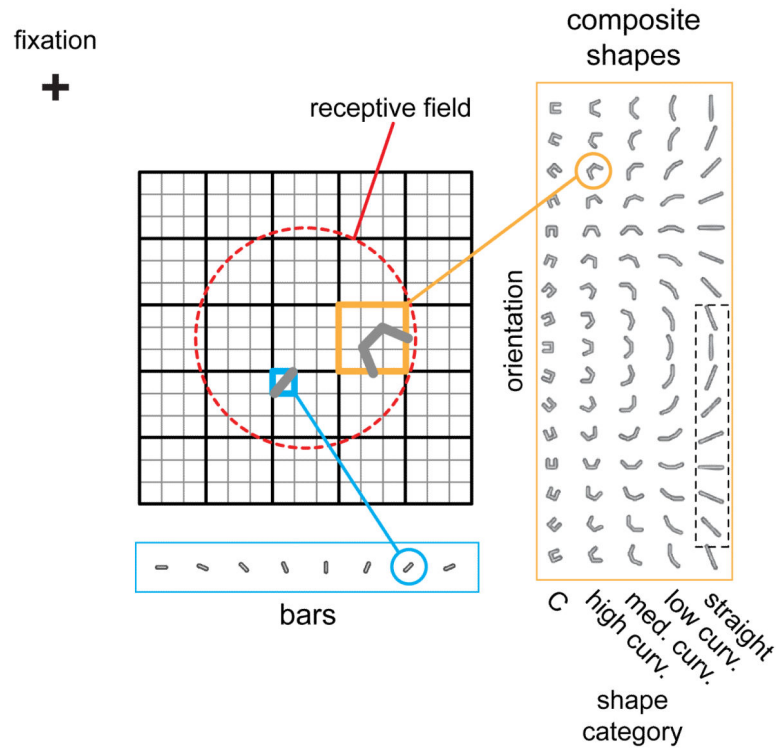 fixation
composite
shapes
receptive field
orientation
bars
C
high curv.
med. curv.
low curv.
straight
shape
category